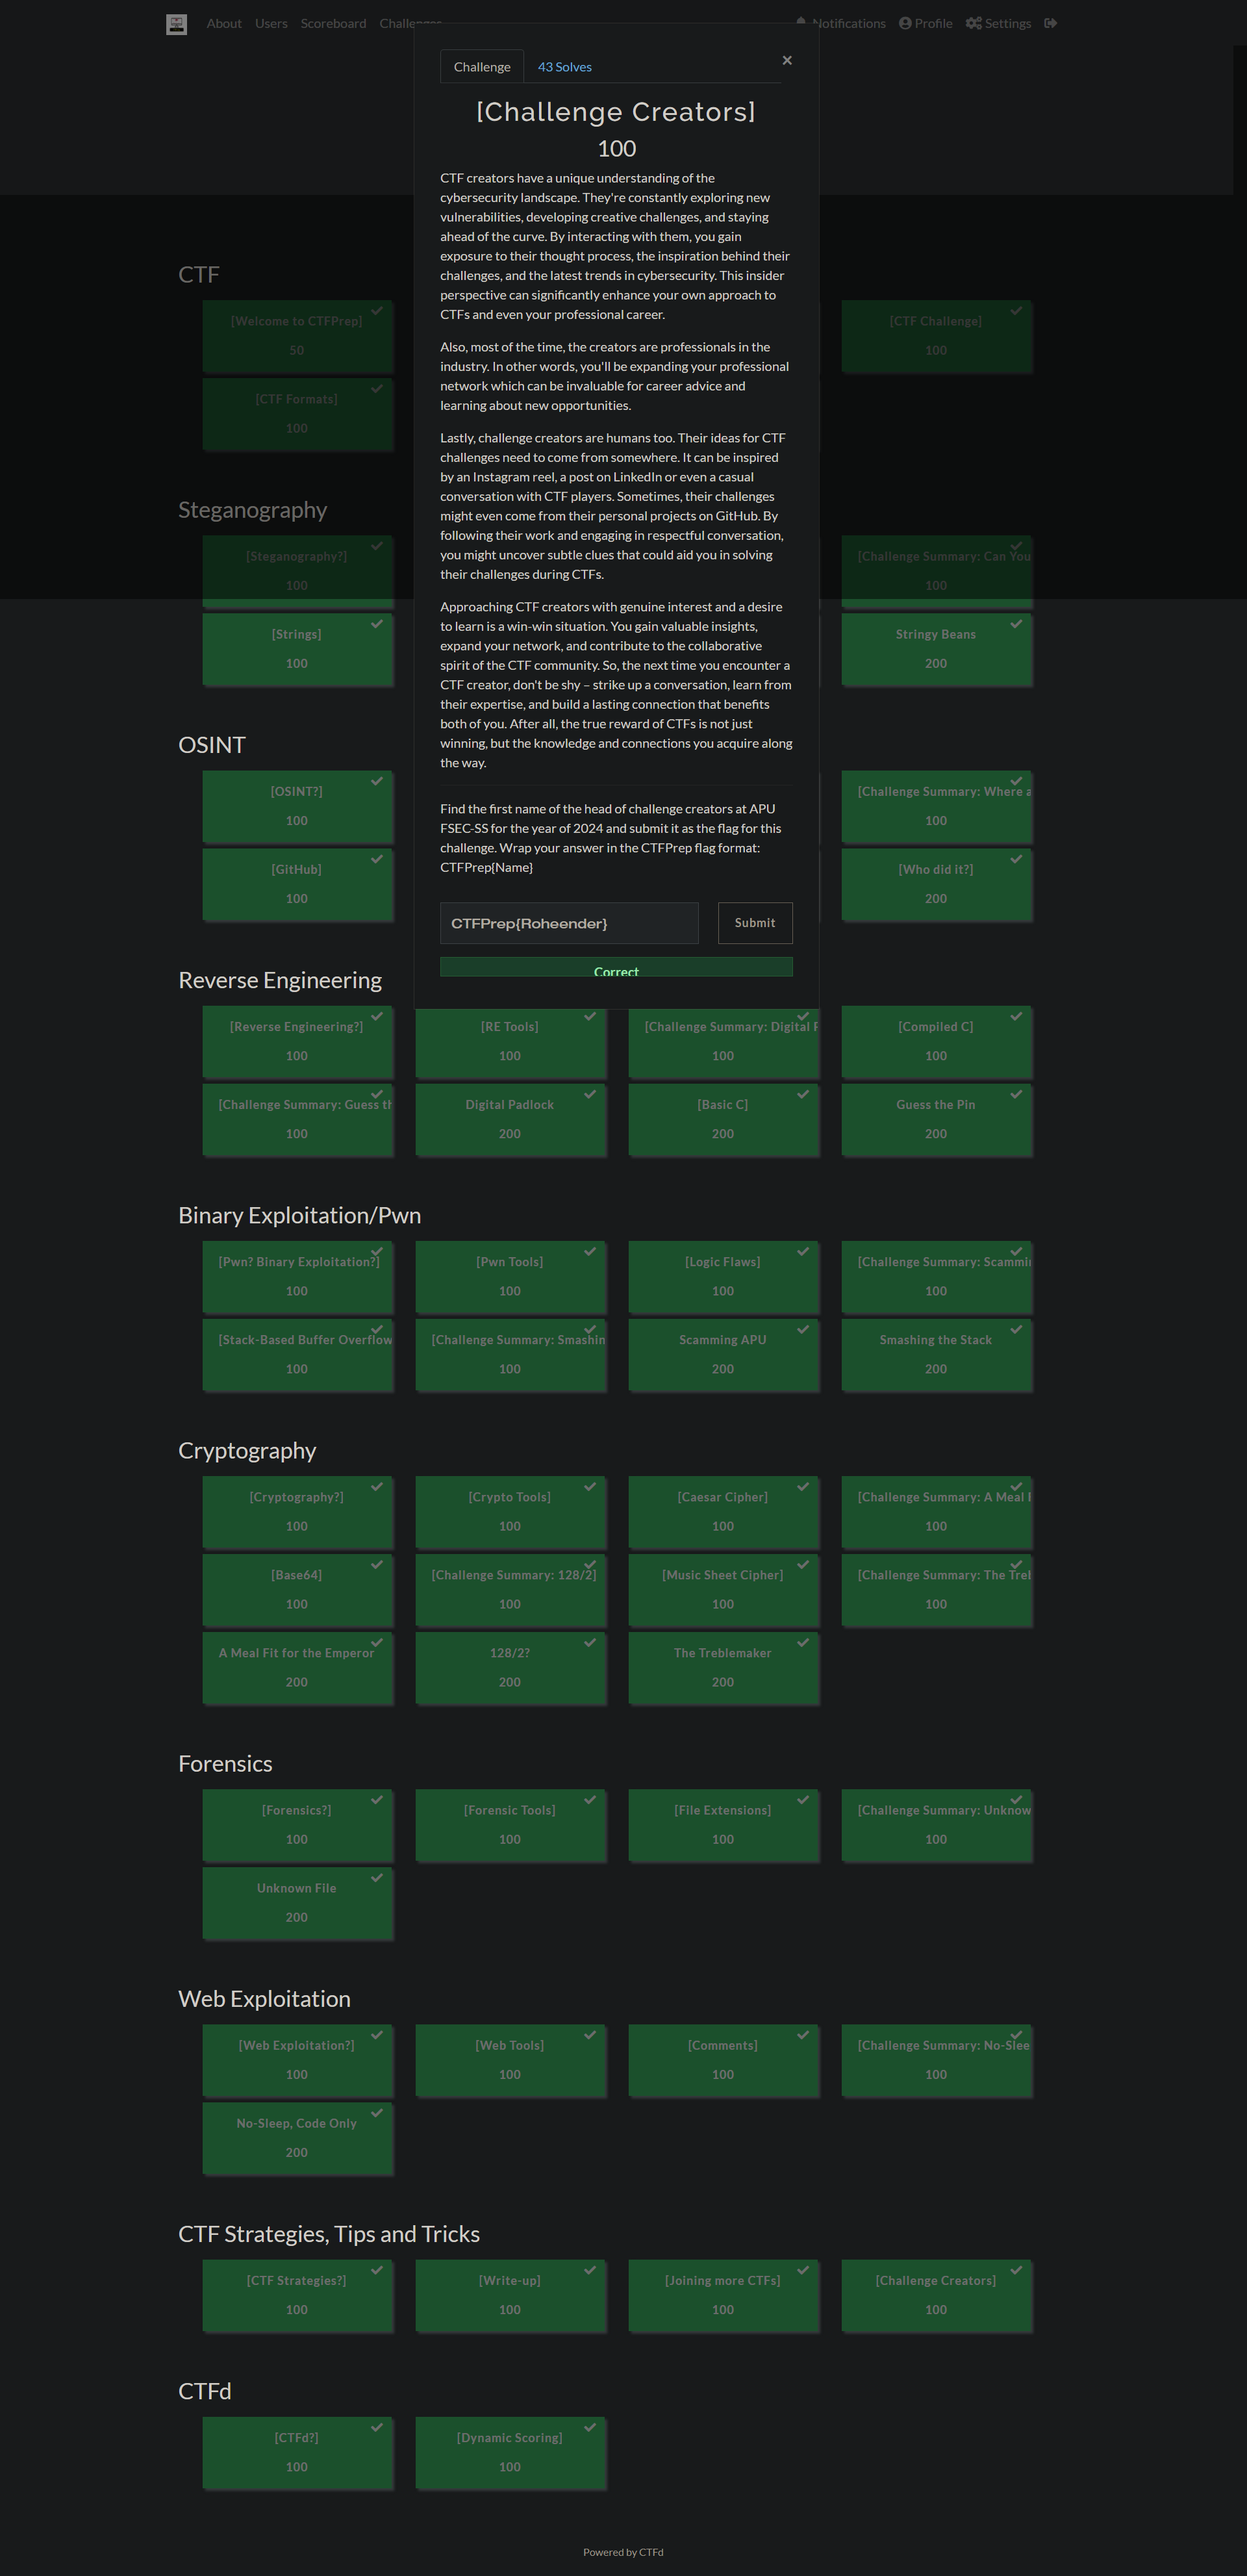 About Users Scoreboard Challenges Notifications Profile Settings
Challenge 43 Solves ×
[Challenge Creators]
100
CTF creators have a unique understanding of the
cybersecurity landscape. They're constantly exploring new
vulnerabilities, developing creative challenges, and staying
ahead of the curve. By interacting with them, you gain
exposure to their thought process, the inspiration behind their
challenges, and the latest trends in cybersecurity. This insider
perspective can significantly enhance your own approach to
CTFs and even your professional career.
Also, most of the time, the creators are professionals in the
industry. In other words, you'll be expanding your professional
network which can be invaluable for career advice and
learning about new opportunities.
Lastly, challenge creators are humans too. Their ideas for CTF
challenges need to come from somewhere. It can be inspired
by an Instagram reel, a post on LinkedIn or even a casual
conversation with CTF players. Sometimes, their challenges
might even come from their personal projects on GitHub. By
following their work and engaging in respectful conversation,
you might uncover subtle clues that could aid you in solving
their challenges during CTFs.
Approaching CTF creators with genuine interest and a desire
to learn is a win-win situation. You gain valuable insights,
expand your network, and contribute to the collaborative
spirit of the CTF community. So, the next time you encounter a
CTF creator, don't be shy – strike up a conversation, learn from
their expertise, and build a lasting connection that benefits
both of you. After all, the true reward of CTFs is not just
winning, but the knowledge and connections you acquire along
the way.
Find the first name of the head of challenge creators at APU
FSEC-SS for the year of 2024 and submit it as the flag for this
challenge. Wrap your answer in the CTFPrep flag format:
CTFPrep{Name}
CTFPrep{Roheender} Submit
Correct
CTF
[Welcome to CTFPrep] [CTF Challenge]
50 100
[CTF Formats]
100
Steganography
[Steganography?] [Challenge Summary: Can You
100 100
[Strings] Stringy Beans
100 200
OSINT
[OSINT?] [Challenge Summary: Where a
100 100
[GitHub] [Who did it?]
100 200
Reverse Engineering
[Reverse Engineering?] [RE Tools] [Challenge Summary: Digital P [Compiled C]
100 100 100 100
[Challenge Summary: Guess th Digital Padlock [Basic C] Guess the Pin
100 200 200 200
Binary Exploitation/Pwn
[Pwn? Binary Exploitation?] [Pwn Tools] [Logic Flaws] [Challenge Summary: Scammin
100 100 100 100
[Stack-Based Buffer Overflow [Challenge Summary: Smashin Scamming APU Smashing the Stack
100 100 200 200
Cryptography
[Cryptography?] [Crypto Tools] [Caesar Cipher] [Challenge Summary: A Meal F
100 100 100 100
[Base64] [Challenge Summary: 128/2] [Music Sheet Cipher] [Challenge Summary: The Treb
100 100 100 100
A Meal Fit for the Emperor 128/2? The Treblemaker
200 200 200
Forensics
[Forensics?] [Forensic Tools] [File Extensions] [Challenge Summary: Unknow
100 100 100 100
Unknown File
200
Web Exploitation
[Web Exploitation?] [Web Tools] [Comments] [Challenge Summary: No-Slee
100 100 100 100
No-Sleep, Code Only
200
CTF Strategies, Tips and Tricks
[CTF Strategies?] [Write-up] [Joining more CTFs] [Challenge Creators]
100 100 100 100
CTFd
[CTFd?] [Dynamic Scoring]
100 100
Powered by CTFd